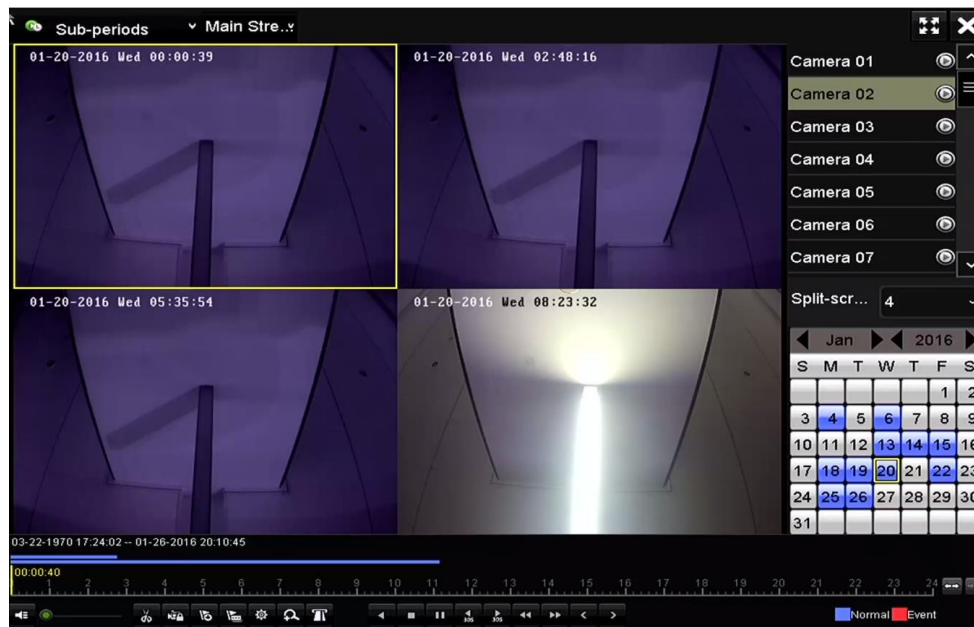 Sub-periods Main Stre..
01-20-2016 Wed 00:00:39
01-20-2016 Wed 02:48:16
01-20-2016 Wed 05:35:54
01-20-2016 Wed 08:23:32
Camera 01
Camera 02
Camera 03
Camera 04
Camera 05
Camera 06
Camera 07
Split-scr... 4
Jan 2016
S M T W T F S
1 2
3 4 5 6 7 8 9
10 11 12 13 14 15 16
17 18 19 20 21 22 23
24 25 26 27 28 29 30
31
03-22-1970 17:24:02 -- 01-26-2016 20:10:45
00:00:40
1 2 3 4 5 6 7 8 9 10 11 12 13 14 15 16 17 18 19 20 21 22 23 24
30S 30S
Normal Event